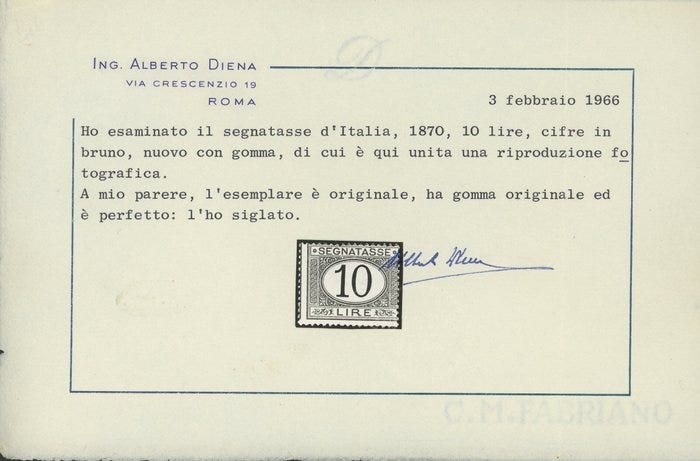 ING. ALBERTO DIENA
VIA CRESCENZIO 19
ROMA
3 febbraio 1966
Ho esaminato il segnatasse d'Italia, 1870, 10 lire, cifre in
bruno, nuovo con gomma, di cui è qui unita una riproduzione fo
tografica.
A mio parere, l'esemplare è originale, ha gomma originale ed
è perfetto: l'ho siglato.
SEGNATASSE
10
LIRE
Alberto Diena
C.M.FABRIANO